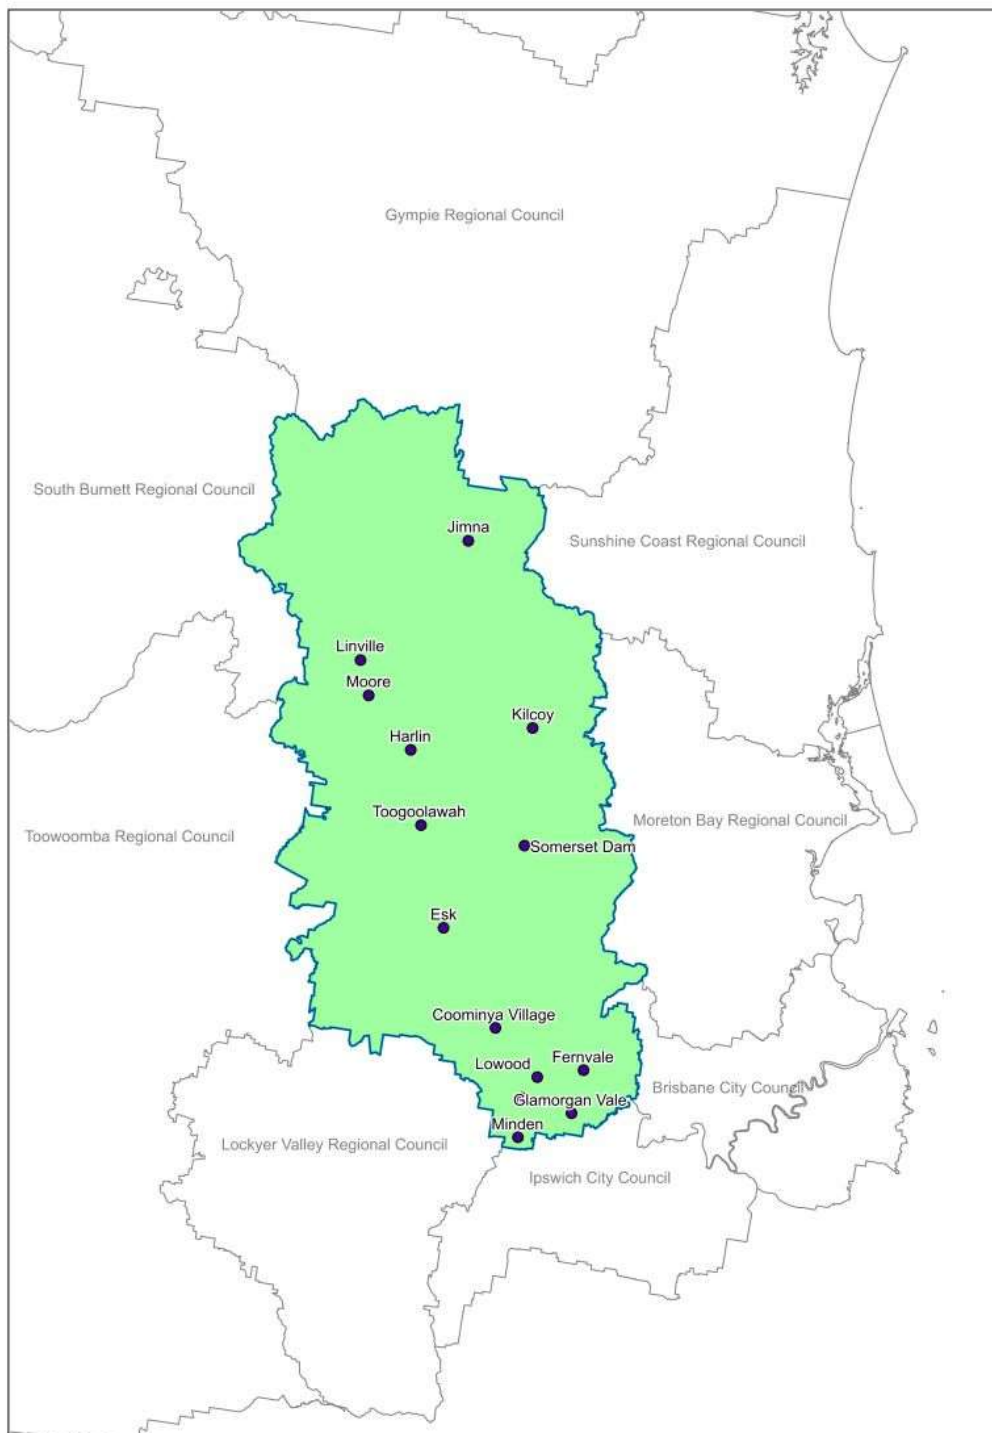 Gympie Regional Council
South Burnett Regional Council
Jimna
Sunshine Coast Regional Council
Linville
Moore
Kilcoy
Harlin
Toogoolawah
Moreton Bay Regional Council
Toowoomba Regional Council
Somerset Dam
Esk
Coominya Village
Fernvale
Lowood
Brisbane City Council
Glamorgan Vale
Minden
Lockyer Valley Regional Council
Ipswich City Council